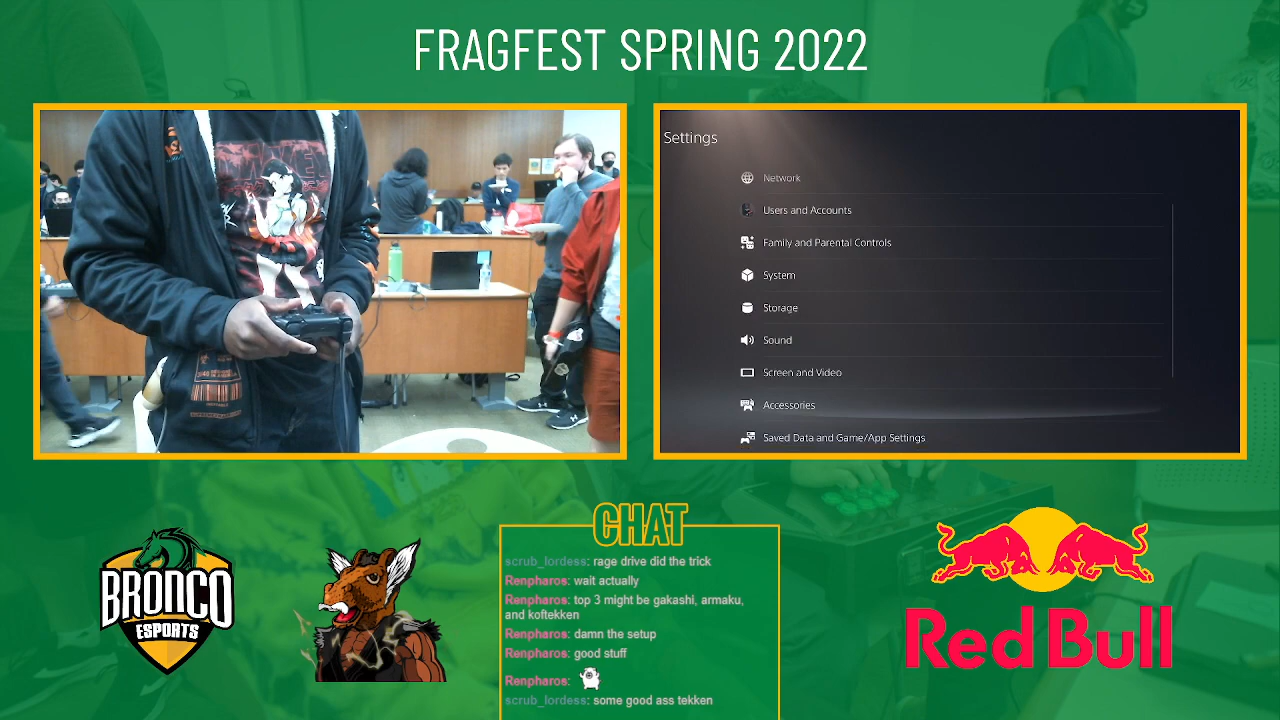 FRAGFEST SPRING 2022
Settings
Network
Users and Accounts
Family and Parental Controls
System
Storage
Sound
Screen and Video
Accessories
Saved Data and Game/App Settings
BRONCO
ESPORTS
CHAT
scrub_lordess: rage drive did the trick
Renpharos: wait actually
Renpharos: top 3 might be gakashi, armaku,
and koftekken
Renpharos: damn the setup
Renpharos: good stuff
Renpharos:
scrub_lordess: some good ass tekken
Red Bull